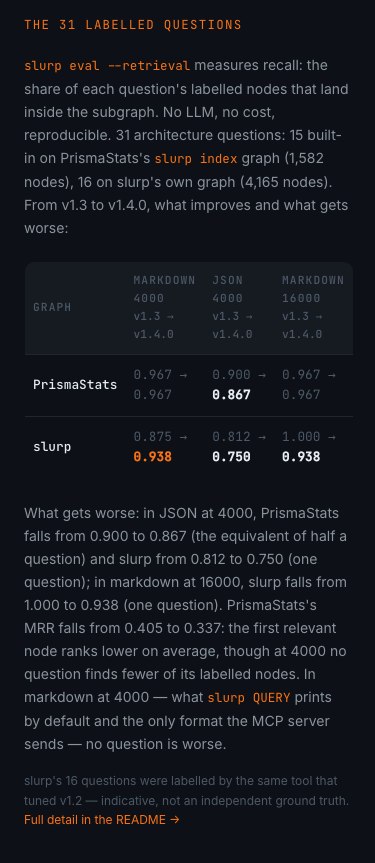 THE 31 LABELLED QUESTIONS
slurp eval --retrieval measures recall: the
share of each question's labelled nodes that land
inside the subgraph. No LLM, no cost,
reproducible. 31 architecture questions: 15 built-
in on PrismaStats's slurp index graph (1,582
nodes), 16 on slurp's own graph (4,165 nodes).
From v1.3 to v1.4.0, what improves and what gets
worse:
GRAPH
MARKDOWN 4000 v1.3 → v1.4.0
JSON 4000 v1.3 → v1.4.0
MARKDOWN 16000 v1.3 → v1.4.0
PrismaStats 0.967 → 0.967 0.900 → 0.867 0.967 → 0.967
slurp 0.875 → 0.938 0.812 → 0.750 1.000 → 0.938
What gets worse: in JSON at 4000, PrismaStats
falls from 0.900 to 0.867 (the equivalent of half a
question) and slurp from 0.812 to 0.750 (one
question); in markdown at 16000, slurp falls from
1.000 to 0.938 (one question). PrismaStats's
MRR falls from 0.405 to 0.337: the first relevant
node ranks lower on average, though at 4000 no
question finds fewer of its labelled nodes. In
markdown at 4000 — what slurp QUERY prints
by default and the only format the MCP server
sends — no question is worse.
slurp's 16 questions were labelled by the same tool that
tuned v1.2 — indicative, not an independent ground truth.
Full detail in the README →